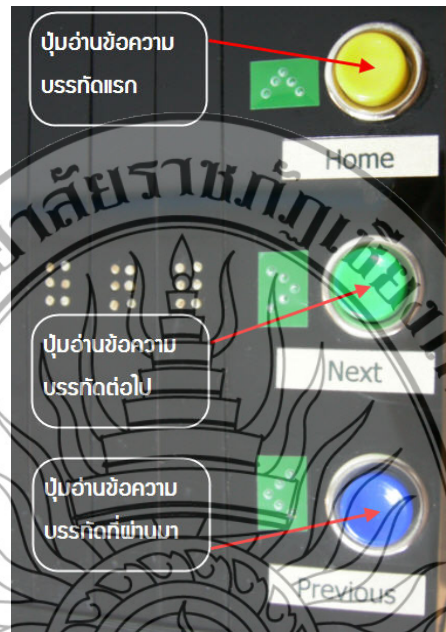 ปุ่มอ่านข้อความ
บรรทัดแรก
Home
ปุ่มอ่านข้อความ
บรรทัดต่อไป
Next
ปุ่มอ่านข้อความ
บรรทัดที่ผ่านมา
Previous